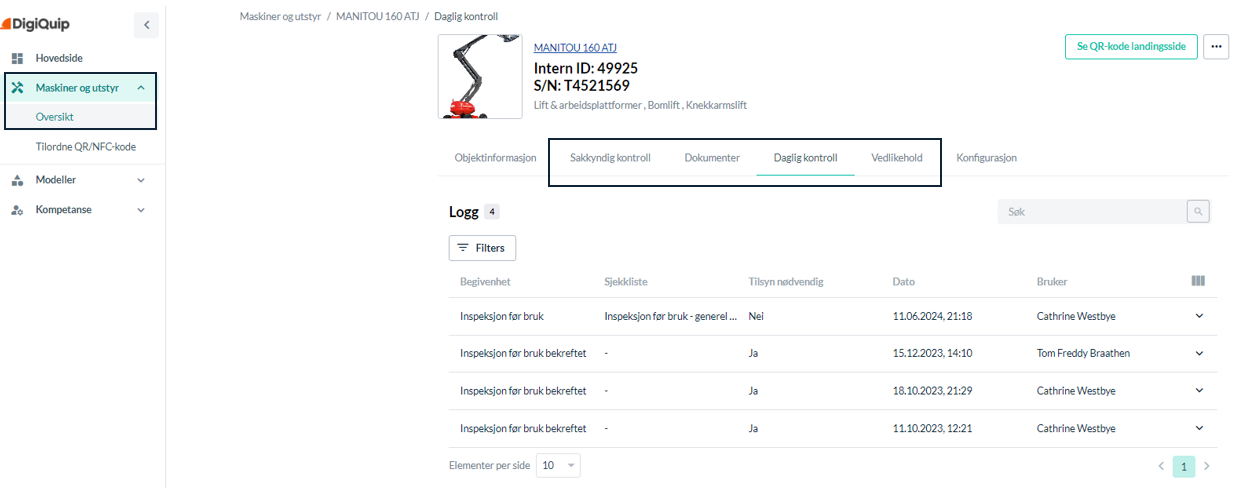 DigiQuip
Hovedside
Maskiner og utstyr
Oversikt
Tilordne QR/NFC-kode
Modeller
Kompetanse
Maskiner og utstyr / MANITOU 160 ATJ / Daglig kontroll
MANITOU 160 ATJ
Intern ID: 49925
S/N: T4521569
Lift & arbeidsplattformer , Bomlift , Knekkarmslift
Se QR-kode landingsside
Objektinformasjon Sakkyndig kontroll Dokumenter Daglig kontroll Vedlikehold Konfigurasjon
Logg 4
Søk
Filters
Begivenhet Sjekkliste Tilsyn nødvendig Dato Bruker
Inspeksjon før bruk Inspeksjon før bruk - generel ... Nei 11.06.2024, 21:18 Cathrine Westbye
Inspeksjon før bruk bekreftet - Ja 15.12.2023, 14:10 Tom Freddy Braathen
Inspeksjon før bruk bekreftet - Ja 18.10.2023, 21:29 Cathrine Westbye
Inspeksjon før bruk bekreftet - Ja 11.10.2023, 12:21 Cathrine Westbye
Elementer per side 10
1